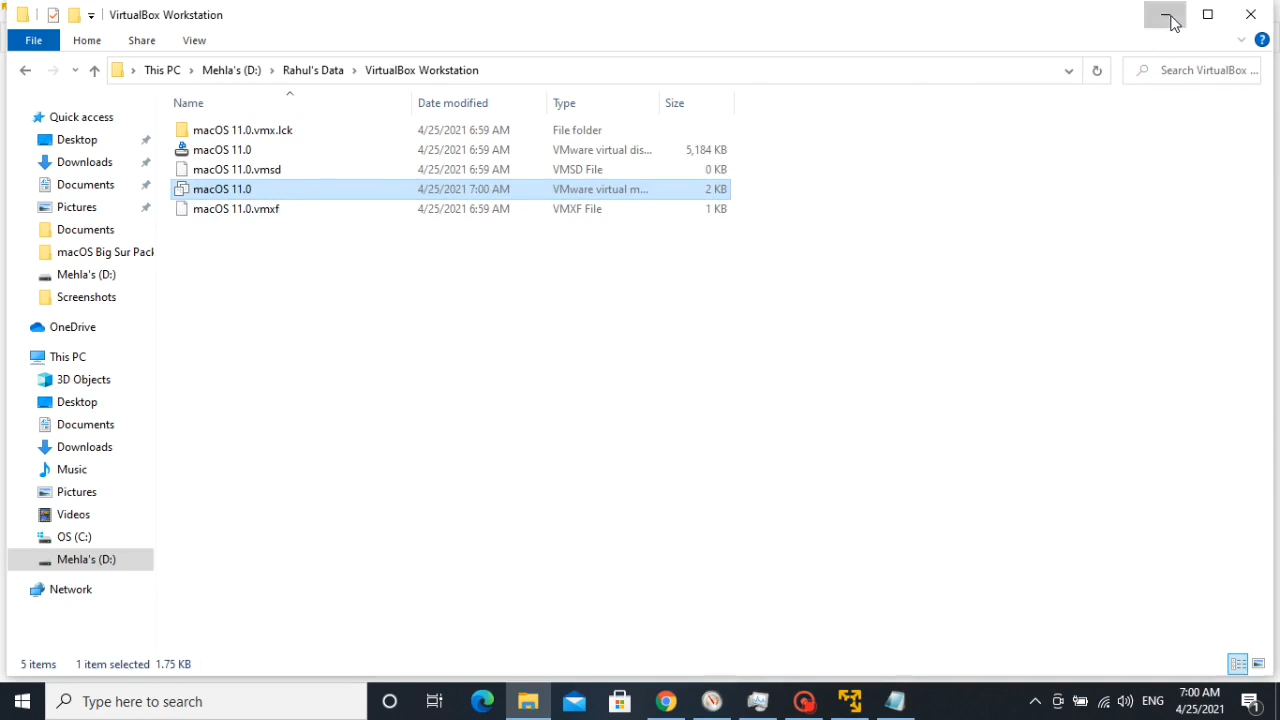 VirtualBox Workstation
File Home Share View
This PC Mehla's (D:) Rahul's Data VirtualBox Workstation Search VirtualBox ...
Name Date modified Type Size
macOS 11.0.vmx.lck 4/25/2021 6:59 AM File folder
macOS 11.0 4/25/2021 6:59 AM VMware virtual dis... 5,184 KB
macOS 11.0.vmsd 4/25/2021 6:59 AM VMSD File 0 KB
macOS 11.0 4/25/2021 7:00 AM VMware virtual m... 2 KB
macOS 11.0.vmxf 4/25/2021 6:59 AM VMXF File 1 KB
Quick access
Desktop
Downloads
Documents
Pictures
Documents
macOS Big Sur Pack
Mehla's (D:)
Screenshots
OneDrive
This PC
3D Objects
Desktop
Documents
Downloads
Music
Pictures
Videos
OS (C:)
Mehla's (D:)
Network
5 items 1 item selected 1.75 KB
Type here to search ENG 7:00 AM
4/25/2021 1